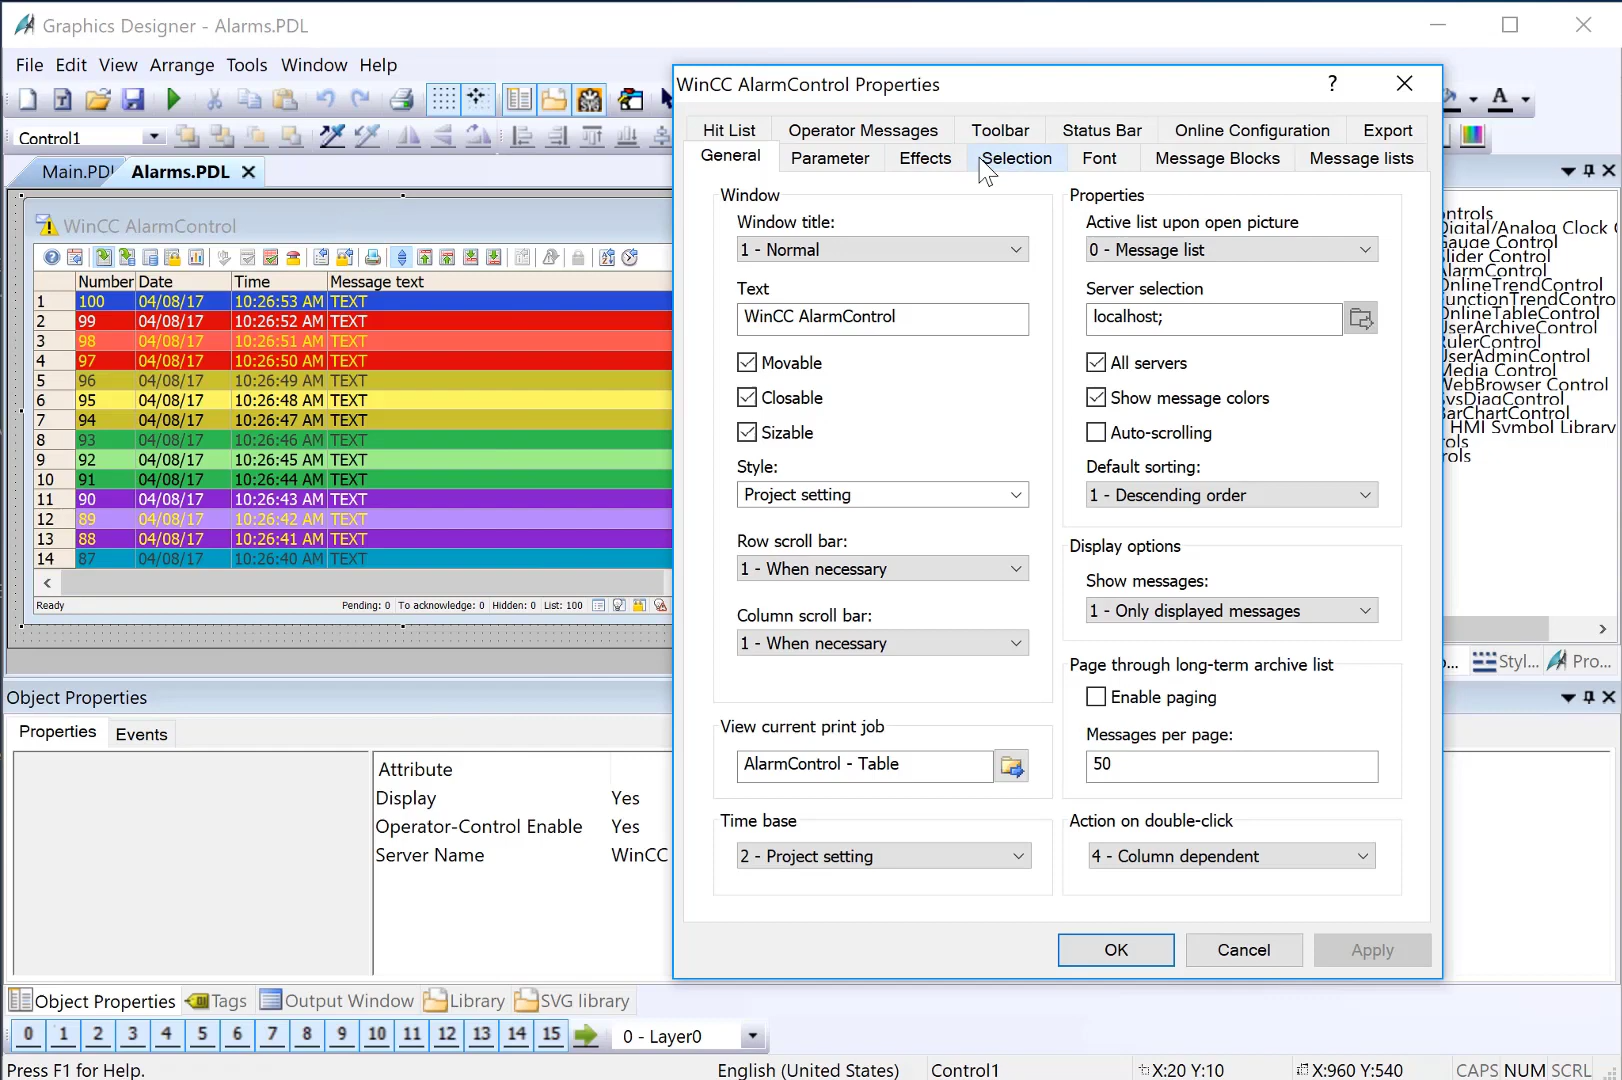 Graphics Designer - Alarms.PDL
File Edit View Arrange Tools Window Help
Control1
Main.PDL
Alarms.PDL
WinCC AlarmControl
Number Date Time Message text
1 100 04/08/17 10:26:53 AM TEXT
2 99 04/08/17 10:26:52 AM TEXT
3 98 04/08/17 10:26:51 AM TEXT
4 97 04/08/17 10:26:50 AM TEXT
5 96 04/08/17 10:26:49 AM TEXT
6 95 04/08/17 10:26:48 AM TEXT
7 94 04/08/17 10:26:47 AM TEXT
8 93 04/08/17 10:26:46 AM TEXT
9 92 04/08/17 10:26:45 AM TEXT
10 91 04/08/17 10:26:44 AM TEXT
11 90 04/08/17 10:26:43 AM TEXT
12 89 04/08/17 10:26:42 AM TEXT
13 88 04/08/17 10:26:41 AM TEXT
14 87 04/08/17 10:26:40 AM TEXT
Ready Pending: 0 To acknowledge: 0 Hidden: 0 List: 100
WinCC AlarmControl Properties
Hit List Operator Messages Toolbar Status Bar Online Configuration Export
General Parameter Effects Selection Font Message Blocks Message lists
Window
Window title:
1 - Normal
Text
WinCC AlarmControl
Movable
Closable
Sizable
Style:
Project setting
Row scroll bar:
1 - When necessary
Column scroll bar:
1 - When necessary
View current print job
AlarmControl - Table
Time base
2 - Project setting
Properties
Active list upon open picture
0 - Message list
Server selection
localhost;
All servers
Show message colors
Auto-scrolling
Default sorting:
1 - Descending order
Display options
Show messages:
1 - Only displayed messages
Page through long-term archive list
Enable paging
Messages per page:
50
Action on double-click
4 - Column dependent
OK Cancel Apply
ontrols
Digital/Analog Clock
Gauge Control
Slider Control
AlarmControl
OnlineTrendControl
FunctionTrendContro
OnlineTableControl
UserArchiveControl
RulerControl
UserAdminControl
Media Control
WebBrowser Control
SysDiagControl
BarChartControl
HMI Symbol Library
rols
rols
Styl... Pro...
Object Properties
Properties Events
Attribute
Display Yes
Operator-Control Enable Yes
Server Name WinCC
Object Properties Tags Output Window Library SVG library
0 1 2 3 4 5 6 7 8 9 10 11 12 13 14 15 0 - Layer0
Press F1 for Help. English (United States) Control1 X:20 Y:10 X:960 Y:540 CAPS NUM SCRL